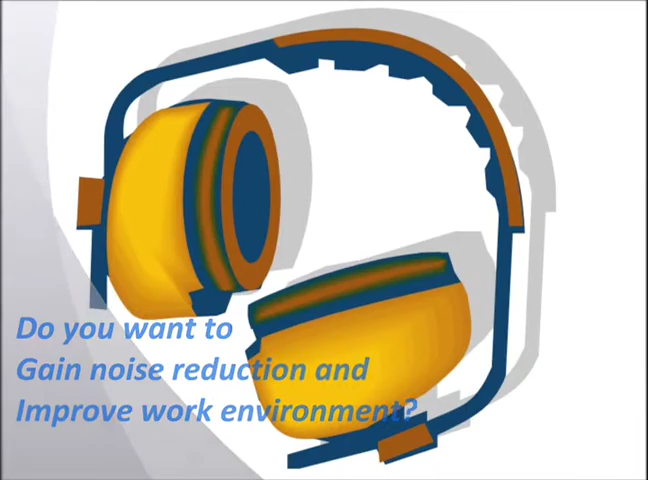 Do you want to
Gain noise reduction and
Improve work environment?